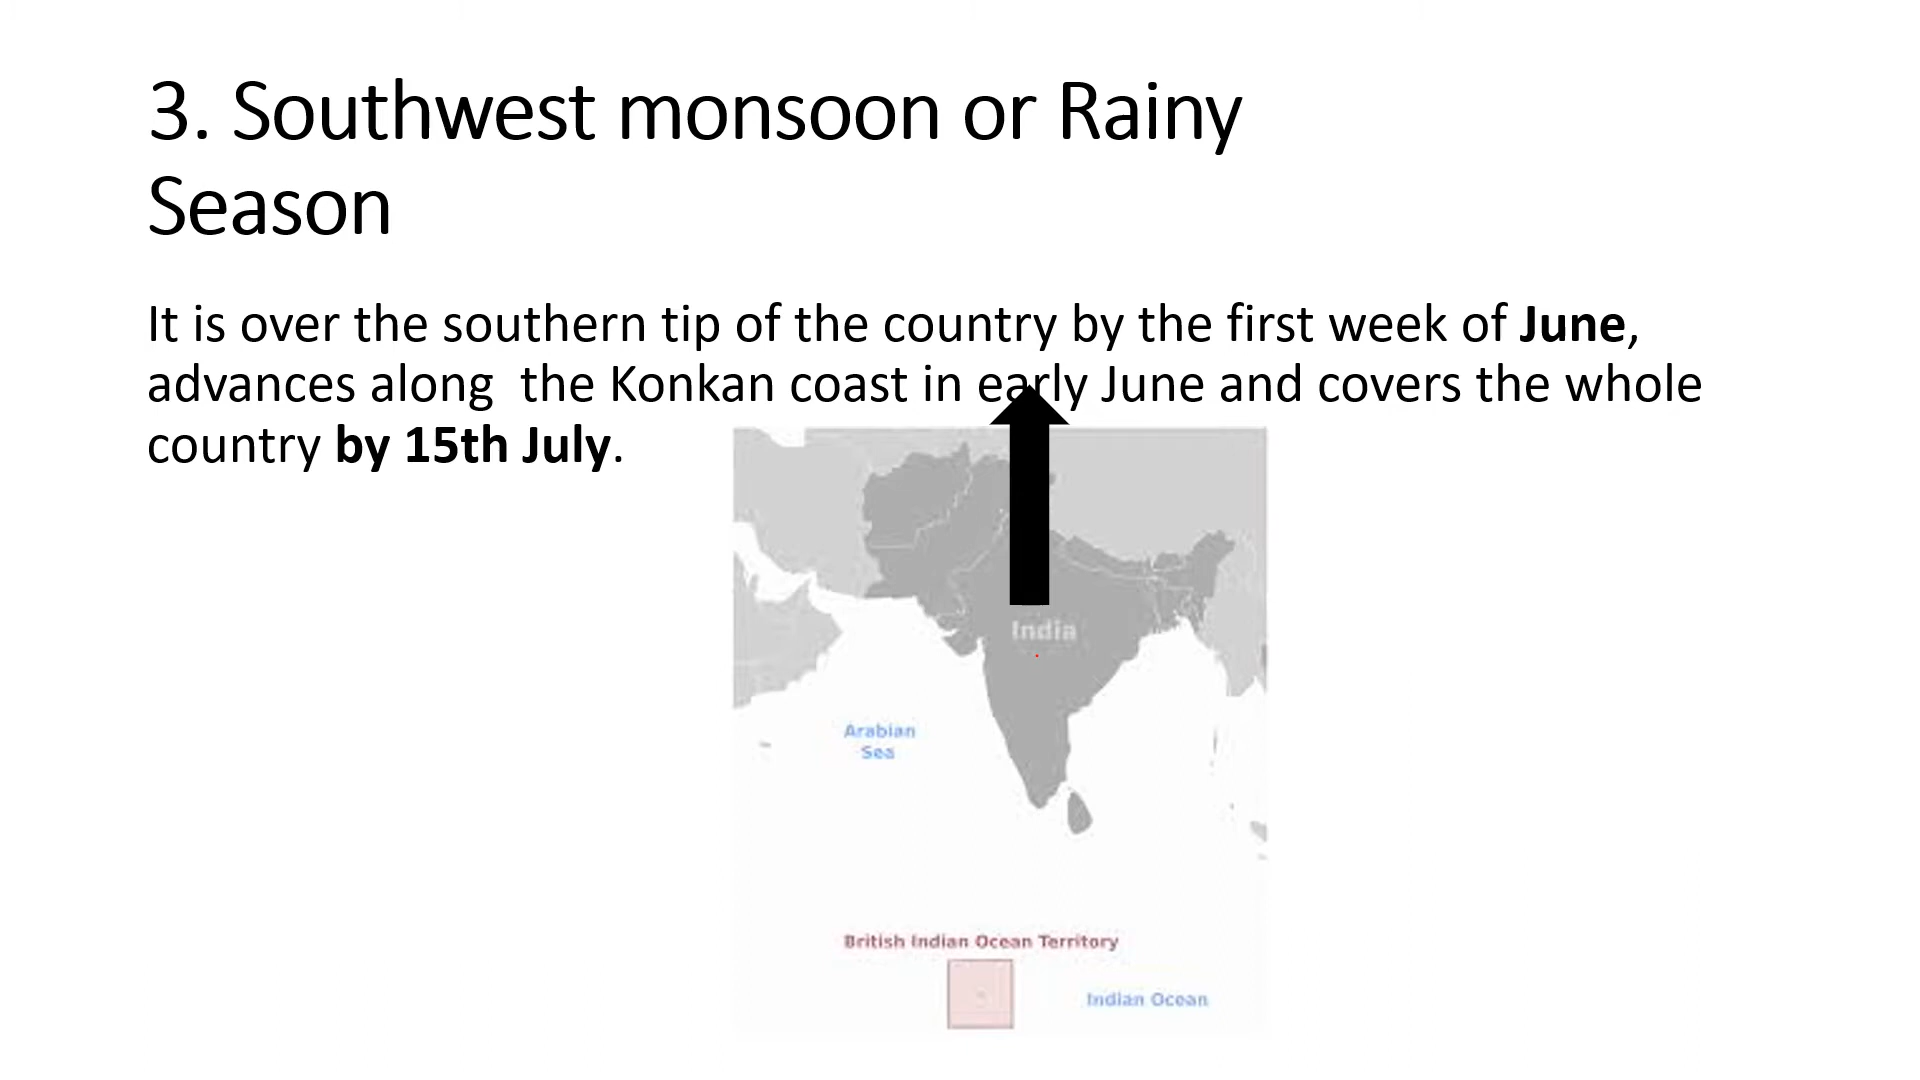 3. Southwest monsoon or Rainy
Season
It is over the southern tip of the country by the first week of June,
advances along  the Konkan coast in early June and covers the whole
country by 15th July.
India
Arabian
Sea
British Indian Ocean Territory
Indian Ocean